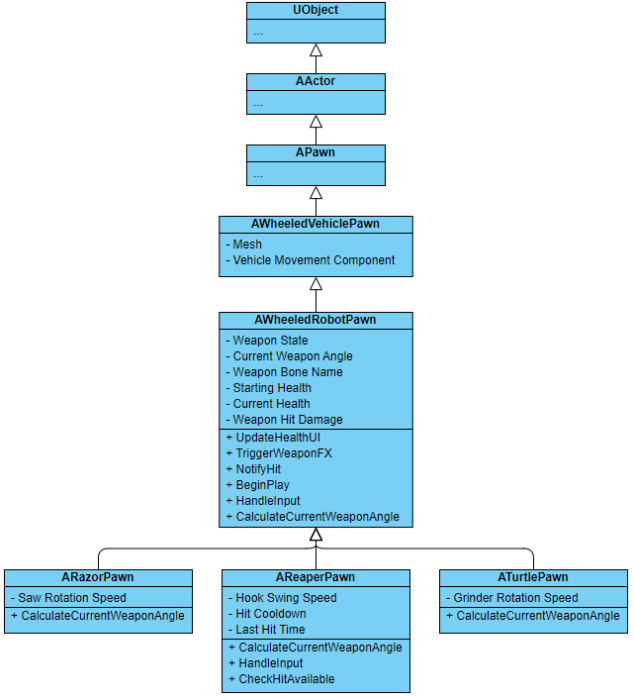 UObject
...
AActor
...
APawn
...
AWheeledVehiclePawn
- Mesh
- Vehicle Movement Component
AWheeledRobotPawn
- Weapon State
- Current Weapon Angle
- Weapon Bone Name
- Starting Health
- Current Health
- Weapon Hit Damage
+ UpdateHealthUI
+ TriggerWeaponFX
+ NotifyHit
+ BeginPlay
+ HandleInput
+ CalculateCurrentWeaponAngle
ARazorPawn
- Saw Rotation Speed
+ CalculateCurrentWeaponAngle
AReaperPawn
- Hook Swing Speed
- Hit Cooldown
- Last Hit Time
+ CalculateCurrentWeaponAngle
+ HandleInput
+ CheckHitAvailable
ATurtlePawn
- Grinder Rotation Speed
+ CalculateCurrentWeaponAngle